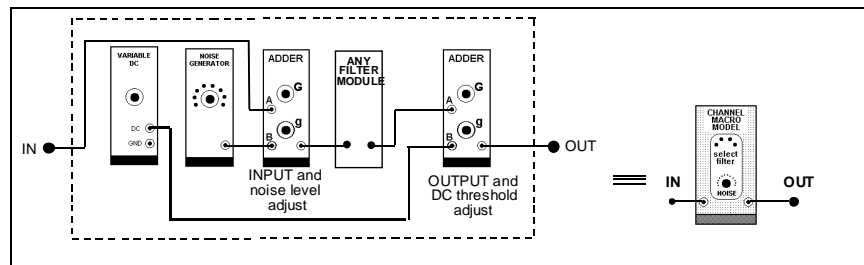 VARIABLE
DC
DC
GND
NOISE
GENERATOR
ADDER
G
A
g
B
INPUT and
noise level
adjust
ANY
FILTER
MODULE
ADDER
G
A
g
B
OUTPUT and
DC threshold
adjust
IN
OUT
CHANNEL
MACRO
MODEL
select
filter
NOISE
IN
OUT